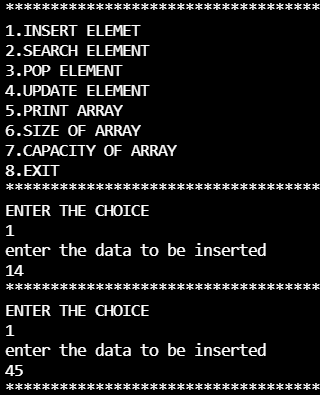 ***********************************
1.INSERT ELEMET
2.SEARCH ELEMENT
3.POP ELEMENT
4.UPDATE ELEMENT
5.PRINT ARRAY
6.SIZE OF ARRAY
7.CAPACITY OF ARRAY
8.EXIT
***********************************
ENTER THE CHOICE
1
enter the data to be inserted
14
***********************************
ENTER THE CHOICE
1
enter the data to be inserted
45
***********************************